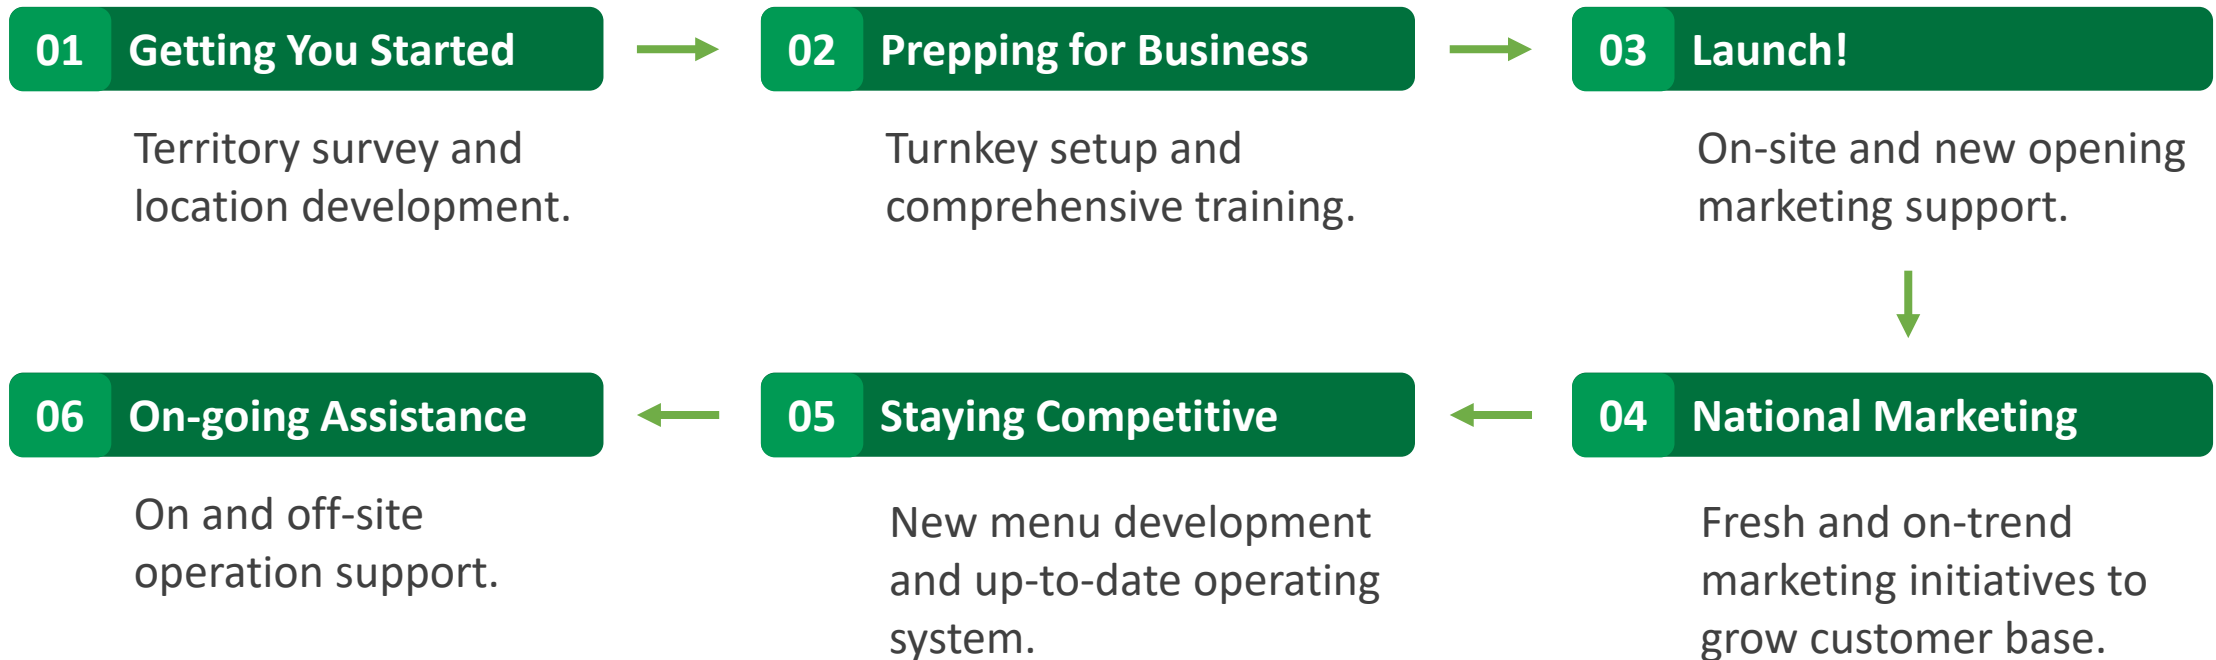 01 Getting You Started
Territory survey and
location development.
02 Prepping for Business
Turnkey setup and
comprehensive training.
03 Launch!
On-site and new opening
marketing support.
04 National Marketing
Fresh and on-trend
marketing initiatives to
grow customer base.
05 Staying Competitive
New menu development
and up-to-date operating
system.
06 On-going Assistance
On and off-site
operation support.